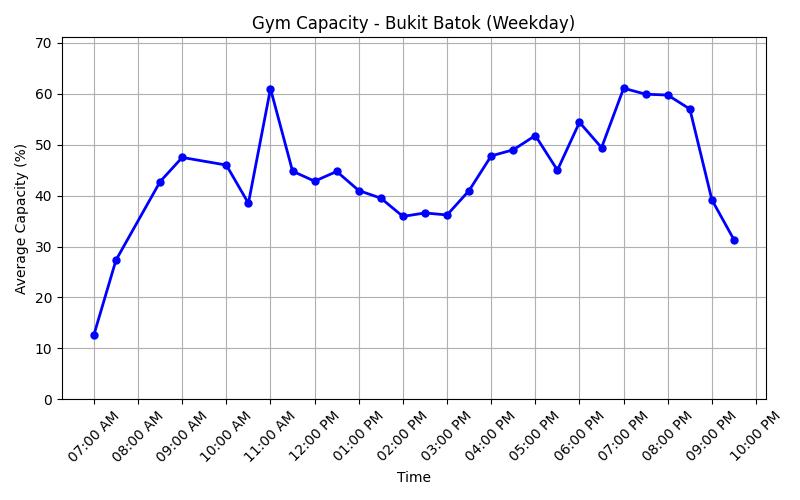 Gym Capacity - Bukit Batok (Weekday)
Average Capacity (%)
70
60
50
40
30
20
10
0
07:00 AM
08:00 AM
09:00 AM
10:00 AM
11:00 AM
12:00 PM
01:00 PM
02:00 PM
03:00 PM
04:00 PM
05:00 PM
06:00 PM
07:00 PM
08:00 PM
09:00 PM
10:00 PM
Time